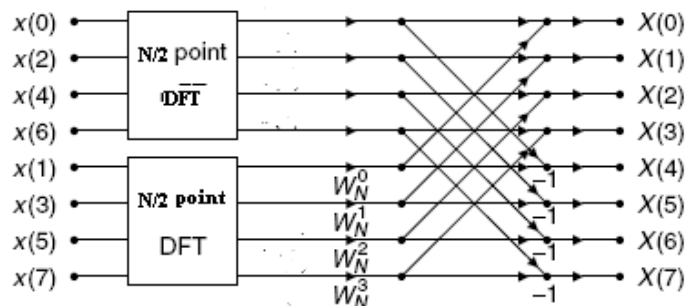 x(0) X(0)
x(2) N/2 point X(1)
x(4) DFT X(2)
x(6) X(3)
x(1) X(4)
W_N^0 -1
x(3) N/2 point X(5)
W_N^1 -1
x(5) DFT X(6)
W_N^2 -1
x(7) X(7)
W_N^3 -1